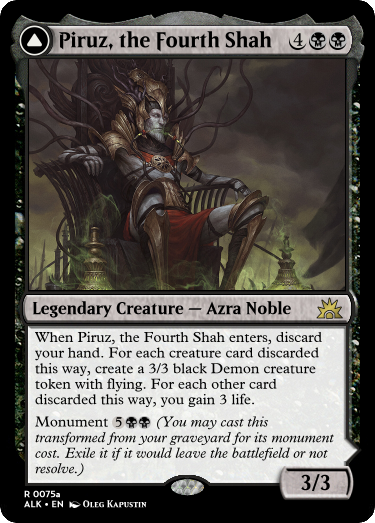 Piruz, the Fourth Shah 4
Legendary Creature — Azra Noble
When Piruz, the Fourth Shah enters, discard
your hand. For each creature card discarded
this way, create a 3/3 black Demon creature
token with flying. For each other card
discarded this way, you gain 3 life.
Monument 5 (You may cast this
transformed from your graveyard for its monument
cost. Exile it if it would leave the battlefield or not
resolve.)
3/3
R 0075a
ALK • EN Oleg Kapustin